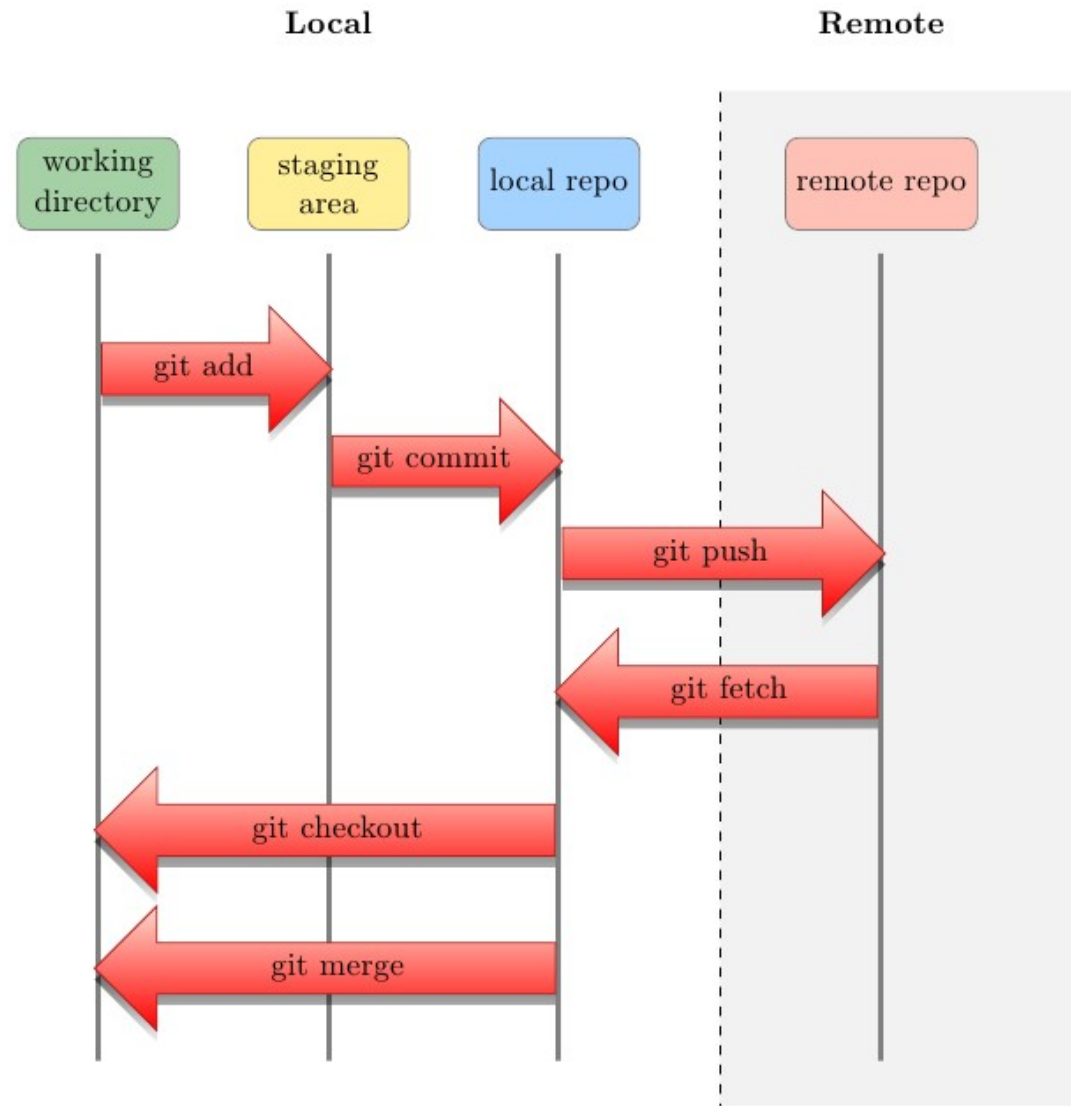 Local
Remote
working
directory
staging
area
local repo
remote repo
git add
git commit
git push
git fetch
git checkout
git merge